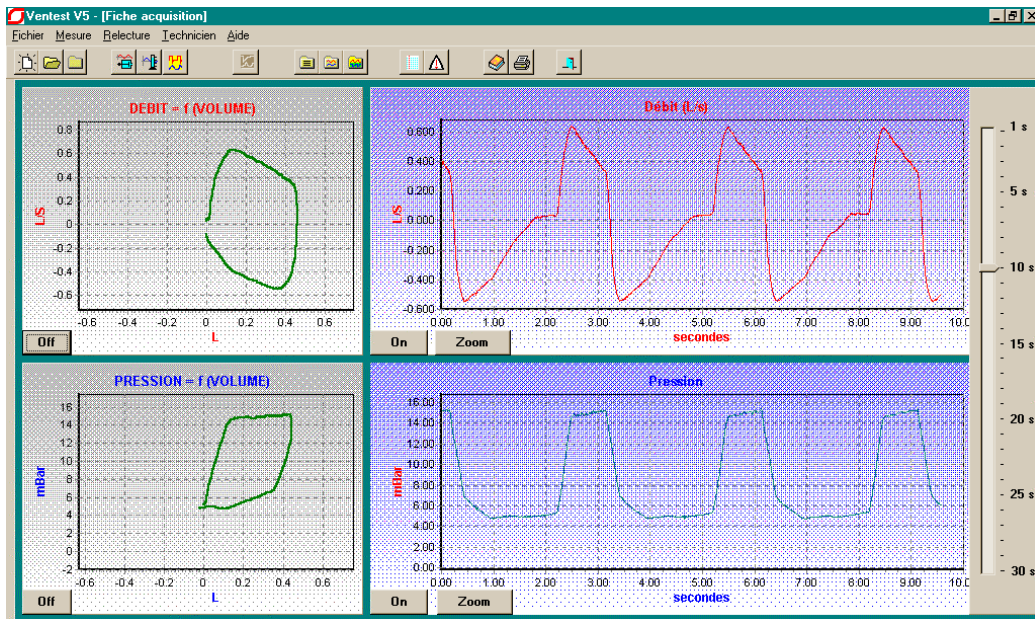 Ventest V5 - [Fiche acquisition]
Fichier Mesure Relecture Technicien Aide
DEBIT = f (VOLUME)
0.8
0.6
0.4
0.2
0
-0.2
-0.4
-0.6
L/S
-0.6 -0.4 -0.2 0 0.2 0.4 0.6
L
Off
Débit (L/s)
0.600
0.400
0.200
0.000
-0.200
-0.400
-0.600
L/S
0.00 1.00 2.00 3.00 4.00 5.00 6.00 7.00 8.00 9.00 10.0
secondes
On Zoom
PRESSION = f (VOLUME)
16
14
12
10
8
6
4
2
0
-2
mBar
-0.6 -0.4 -0.2 0 0.2 0.4 0.6
L
Off
Pression
16.00
14.00
12.00
10.00
8.00
6.00
4.00
2.00
0.00
mBar
0.00 1.00 2.00 3.00 4.00 5.00 6.00 7.00 8.00 9.00 10.0
secondes
On Zoom
1 s
5 s
10 s
15 s
20 s
25 s
30 s